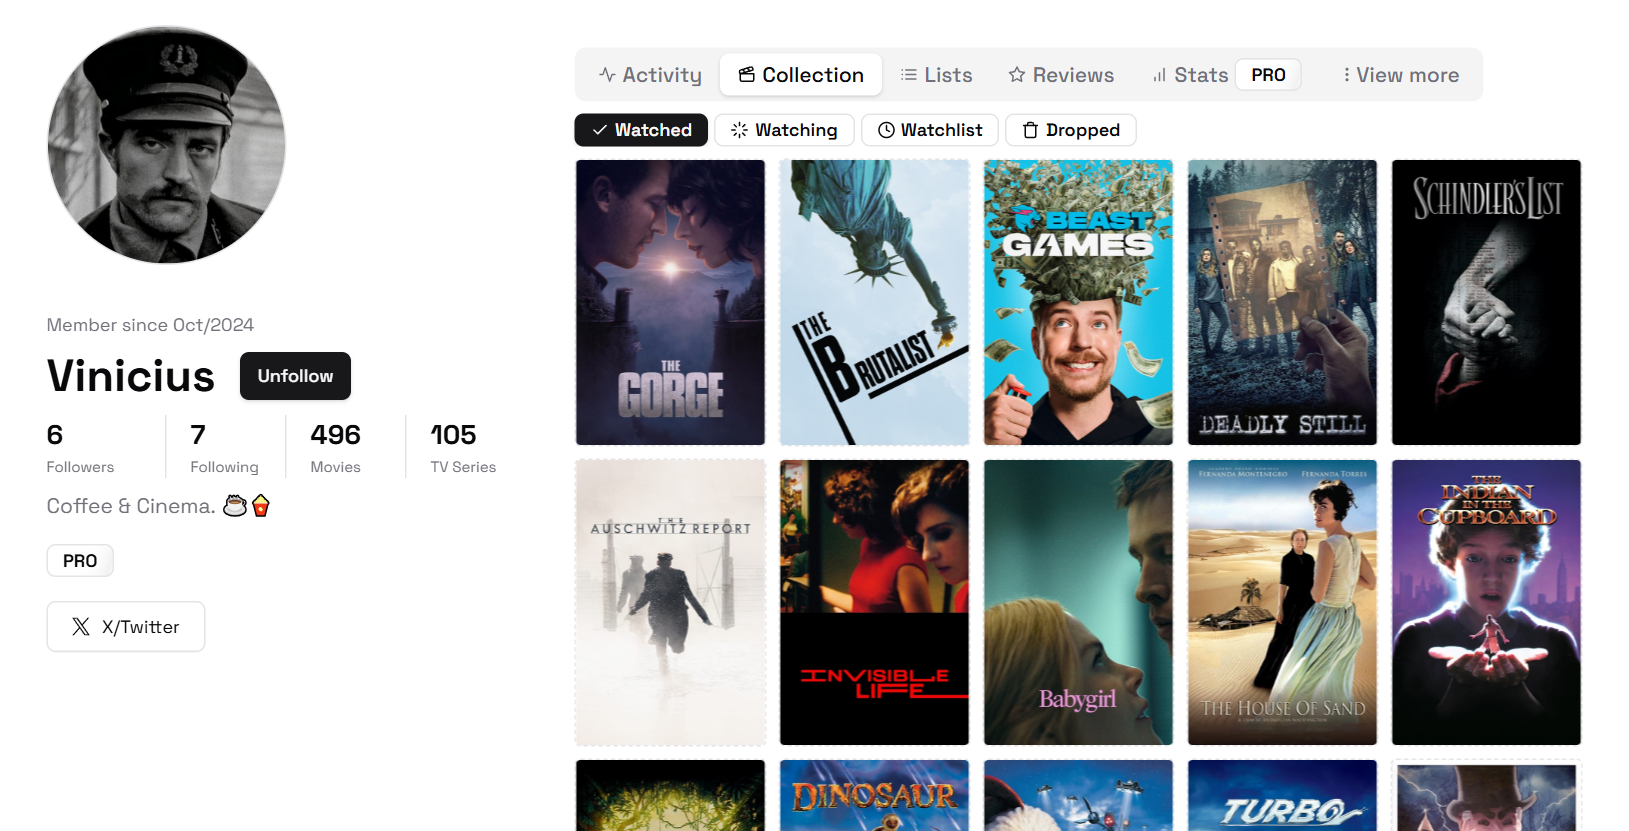 Activity
Collection
Lists
Reviews
Stats
PRO
View more
Watched
Watching
Watchlist
Dropped
Member since Oct/2024
Vinicius
Unfollow
6
Followers
7
Following
496
Movies
105
TV Series
Coffee & Cinema.
PRO
X/Twitter
THE
GORGE
THE
BRUTALIST
BEAST
GAMES
DEADLY STILL
SCHINDLER'S LIST
THE
AUSCHWITZ REPORT
INVISIBLE
LIFE
Babygirl
FERNANDA MONTENEGRO FERNANDA TORRES
THE HOUSE OF SAND
THE
INDIAN
IN THE
CUPBOARD
DINOSAUR
TURBO